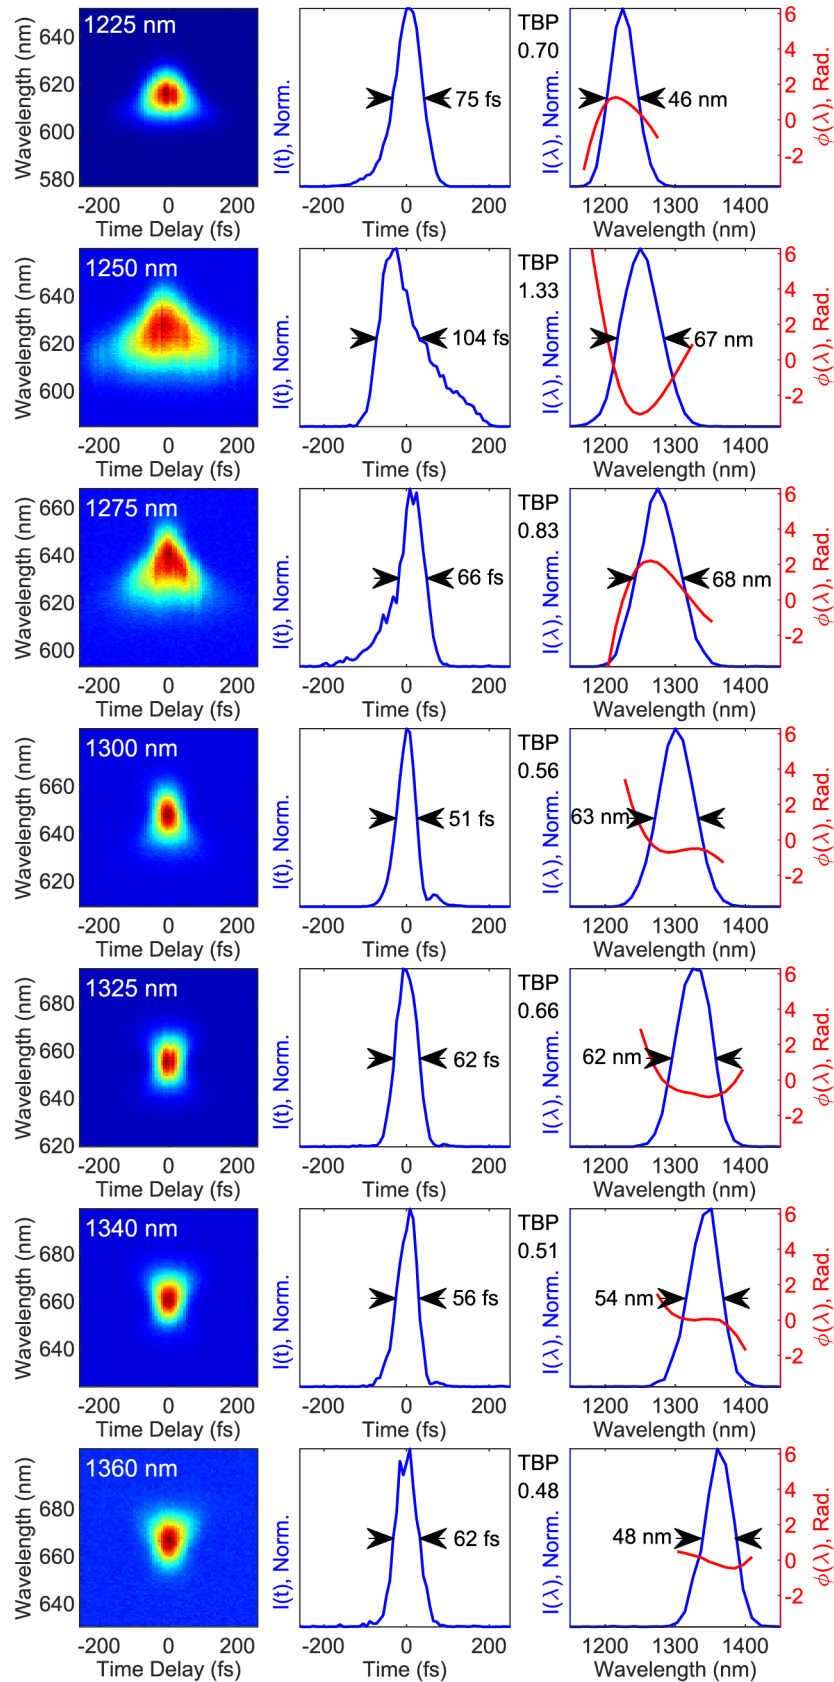 1225 nm
Wavelength (nm)
640
620
600
580
-200 0 200
Time Delay (fs)
I(t), Norm.
75 fs
-200 0 200
Time (fs)
TBP
0.70
I(λ), Norm.
46 nm
1200 1300 1400
Wavelength (nm)
6
4
2
0
-2
ϕ(λ), Rad.
1250 nm
Wavelength (nm)
640
620
600
-200 0 200
Time Delay (fs)
I(t), Norm.
104 fs
-200 0 200
Time (fs)
TBP
1.33
I(λ), Norm.
67 nm
1200 1300 1400
Wavelength (nm)
6
4
2
0
-2
ϕ(λ), Rad.
1275 nm
Wavelength (nm)
660
640
620
600
-200 0 200
Time Delay (fs)
I(t), Norm.
66 fs
-200 0 200
Time (fs)
TBP
0.83
I(λ), Norm.
68 nm
1200 1300 1400
Wavelength (nm)
6
4
2
0
-2
ϕ(λ), Rad.
1300 nm
Wavelength (nm)
660
640
620
-200 0 200
Time Delay (fs)
I(t), Norm.
51 fs
-200 0 200
Time (fs)
TBP
0.56
I(λ), Norm.
63 nm
1200 1300 1400
Wavelength (nm)
6
4
2
0
-2
ϕ(λ), Rad.
1325 nm
Wavelength (nm)
680
660
640
620
-200 0 200
Time Delay (fs)
I(t), Norm.
62 fs
-200 0 200
Time (fs)
TBP
0.66
I(λ), Norm.
62 nm
1200 1300 1400
Wavelength (nm)
6
4
2
0
-2
ϕ(λ), Rad.
1340 nm
Wavelength (nm)
680
660
640
-200 0 200
Time Delay (fs)
I(t), Norm.
56 fs
-200 0 200
Time (fs)
TBP
0.51
I(λ), Norm.
54 nm
1200 1300 1400
Wavelength (nm)
6
4
2
0
-2
ϕ(λ), Rad.
1360 nm
Wavelength (nm)
680
660
640
-200 0 200
Time Delay (fs)
I(t), Norm.
62 fs
-200 0 200
Time (fs)
TBP
0.48
I(λ), Norm.
48 nm
1200 1300 1400
Wavelength (nm)
6
4
2
0
-2
ϕ(λ), Rad.